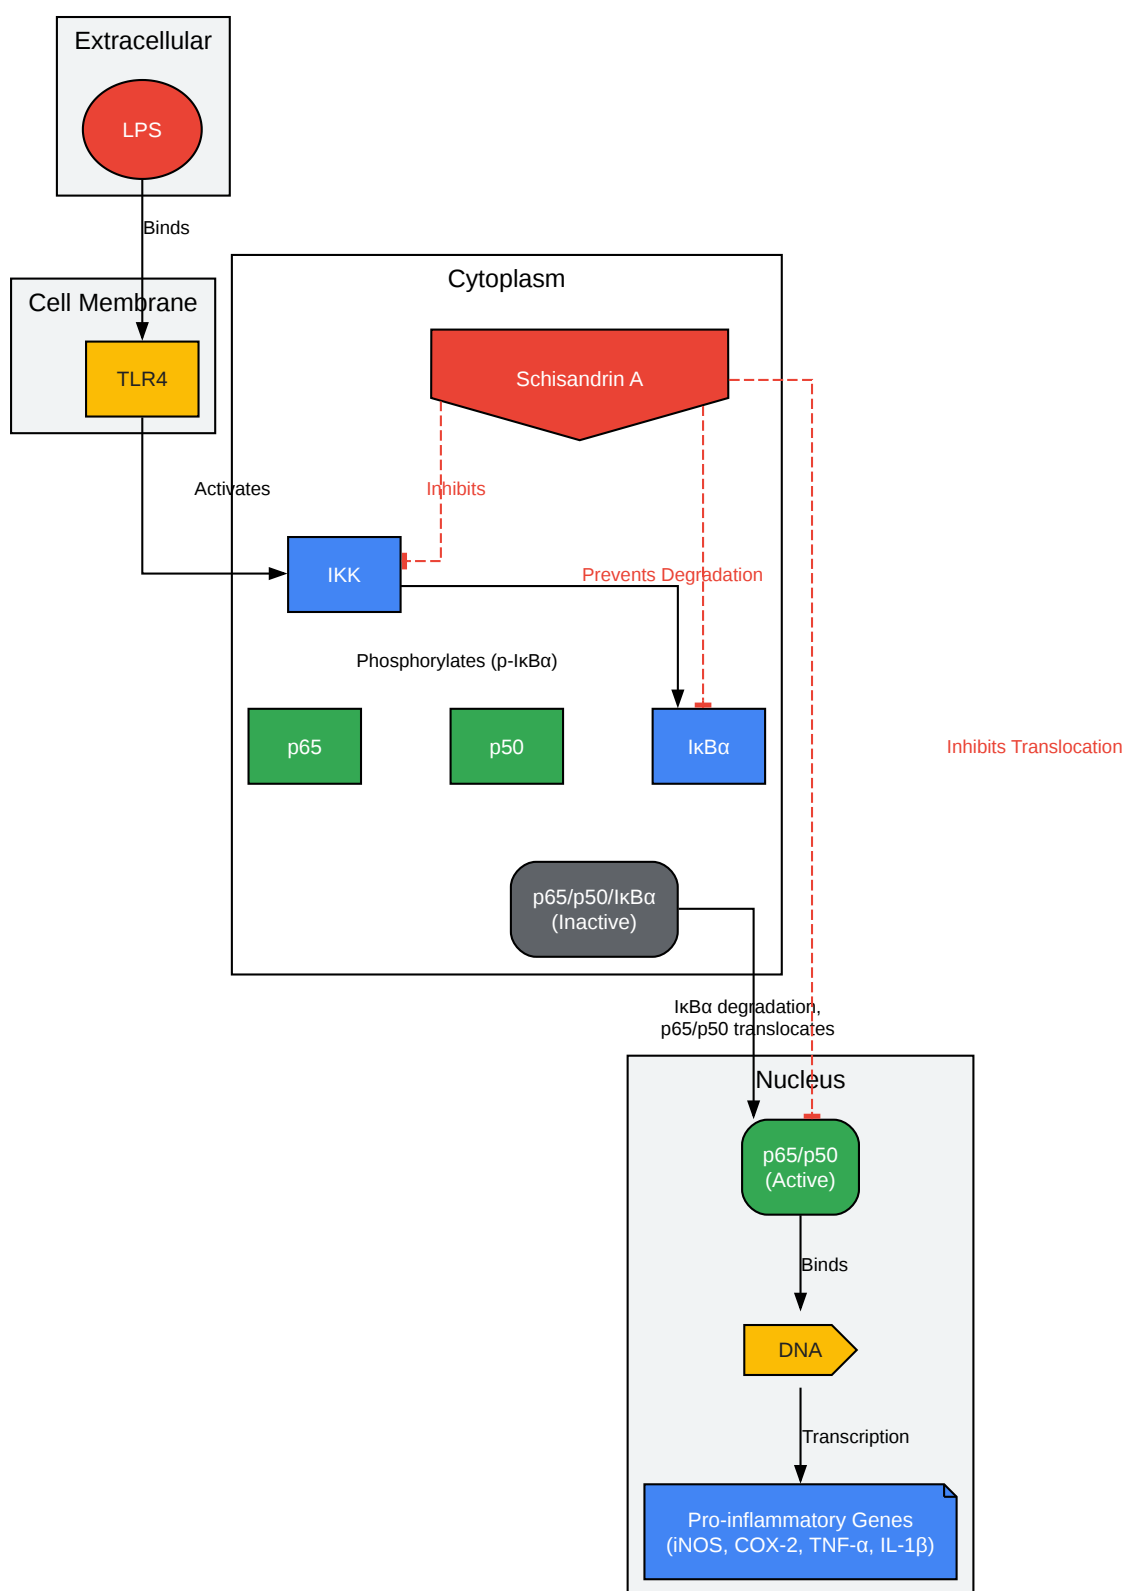 Extracellular
LPS
Binds
Cell Membrane
TLR4
Cytoplasm
Schisandrin A
Activates
Inhibits
IKK
Prevents Degradation
Phosphorylates (p-IκBα)
p65
p50
IκBα
Inhibits Translocation
p65/p50/IκBα
(Inactive)
IκBα degradation,
p65/p50 translocates
Nucleus
p65/p50
(Active)
Binds
DNA
Transcription
Pro-inflammatory Genes
(iNOS, COX-2, TNF-α, IL-1β)